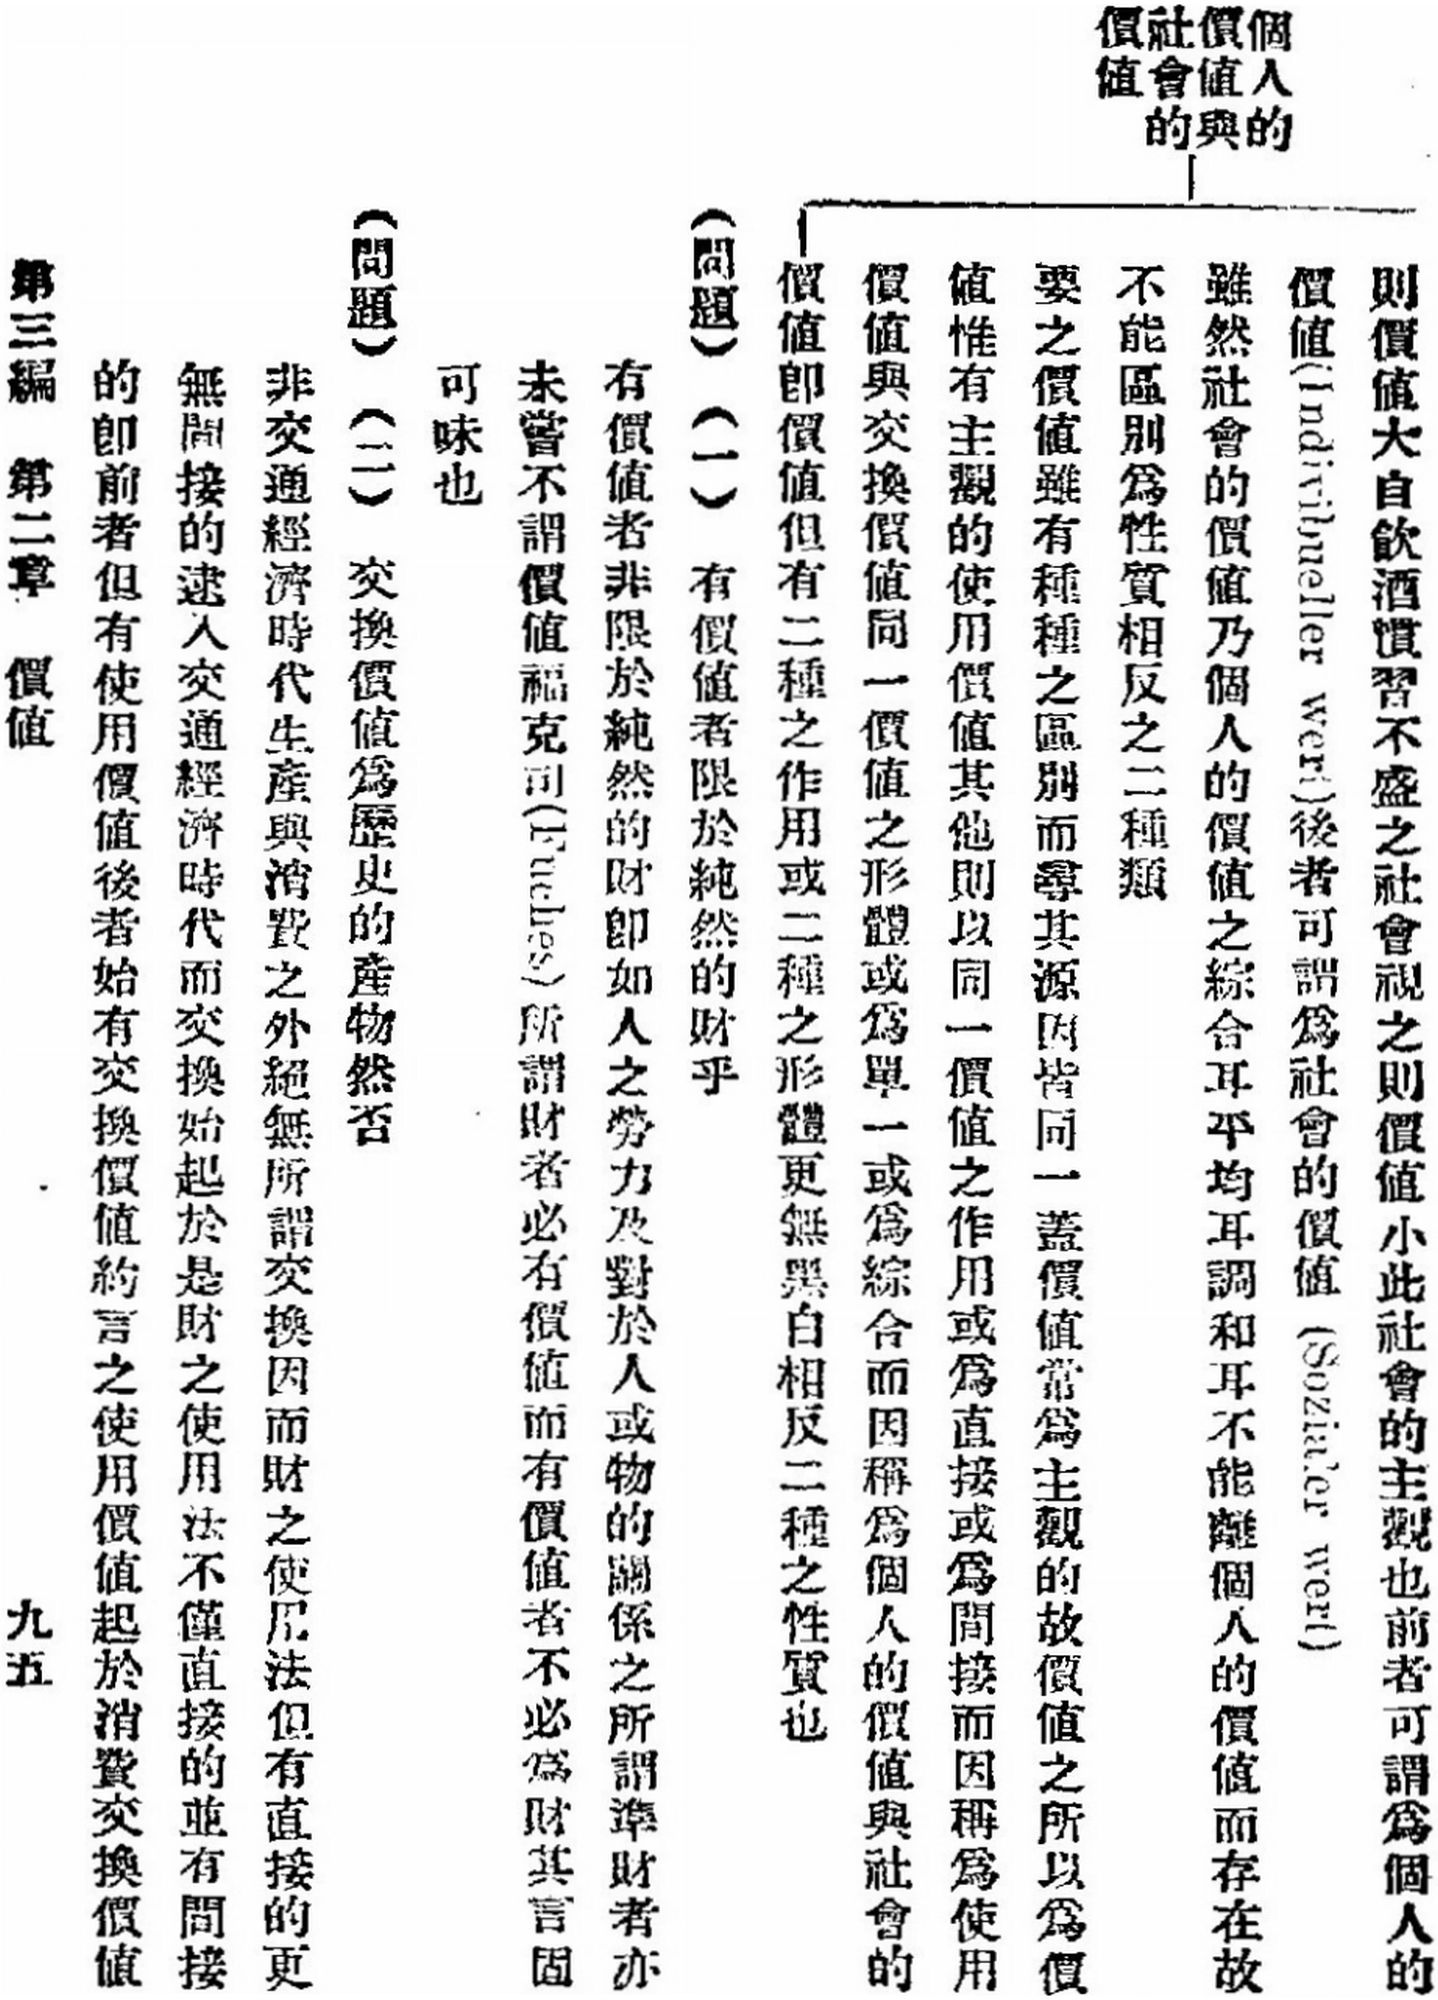 個人的
價值與
社會的
價值
則價值大自飲酒慣習不盛之社會視之則價值小此社會的主觀也前者可謂爲個人的
價值(Individueller wert)後者可謂爲社會的價值(Sozialer wert)
雖然社會的價值乃個人的價值之綜合耳平均耳調和耳不能離個人的價值而存在故
不能區別爲性質相反之二種類
要之價值雖有種種之區別而尋其源因皆同一蓋價值常爲主觀的故價值之所以爲價
值惟有主觀的使用價值其他則以同一價值之作用或爲直接或爲間接而因稱爲使用
價值與交換價值同一價值之形體或爲單一或爲綜合而因稱爲個人的價值與社會的
價值卽價值但有二種之作用或二種之形體更無黑白相反二種之性質也
(問題)(一) 有價值者限於純然的財乎
有價值者非限於純然的財卽如人之勞力及對於人或物的關係之所謂準財者亦
未嘗不謂價值福克司(Fuchs)所謂財者必有價值而有價值者不必爲財其言固
可味也
(問題)(二) 交換價值爲歷史的產物然否
非交通經濟時代生產與消費之外絕無所謂交換因而財之使用法但有直接的更
無間接的逮入交通經濟時代而交換始起於是財之使用法不僅直接的並有間接
的卽前者但有使用價值後者始有交換價值約言之使用價值起於消費交換價值
第三編 第二章 價值 九五